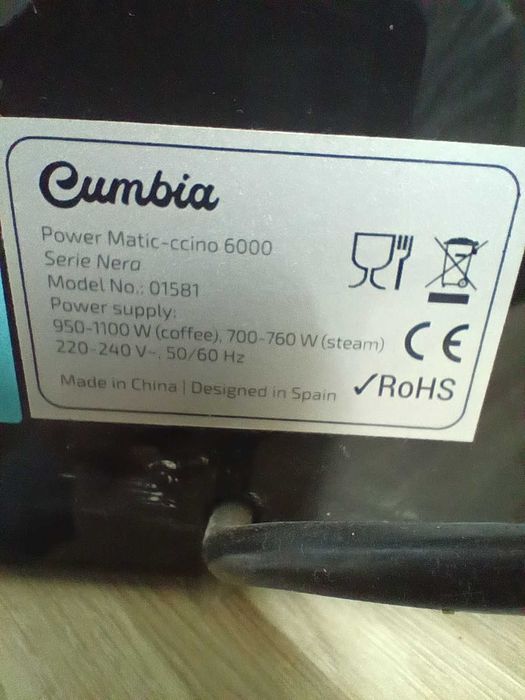 Cumbia
Power Matic-ccino 6000
Serie Nera
Model No.: 01581
Power supply:
950-1100 W (coffee), 700-760 W (steam)
220-240 V~, 50/60 Hz
Made in China | Designed in Spain
CE
✓RoHS